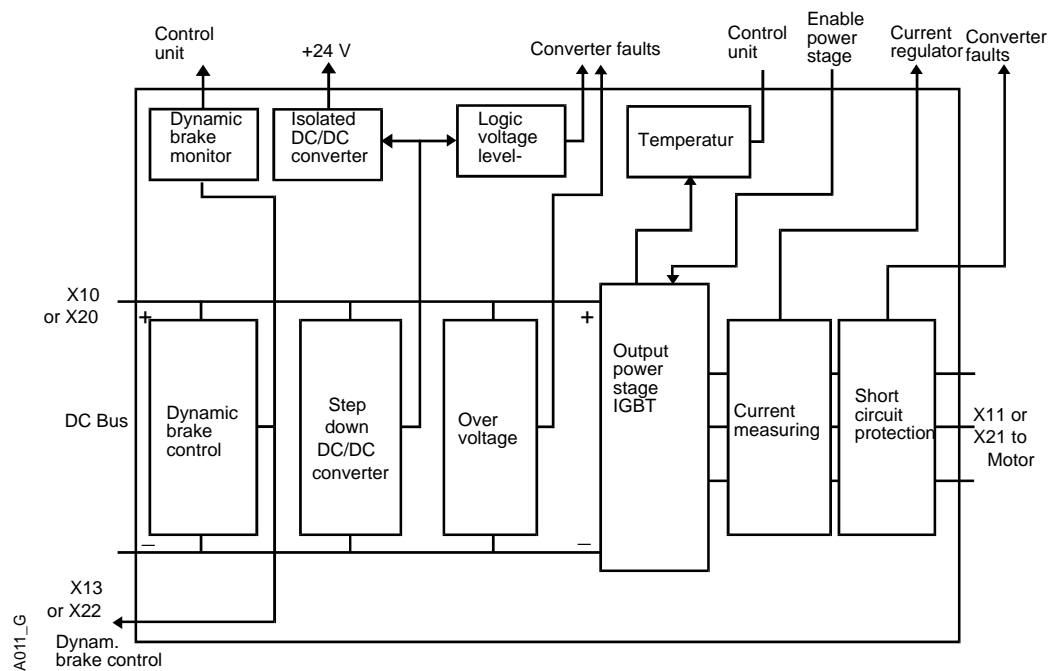 Control
unit
+24 V
Converter faults
Control
unit
Enable
power
stage
Current
regulator
Converter
faults
Dynamic
brake
monitor
Isolated
DC/DC
converter
Logic
voltage
level-
Temperatur
X10
or X20
+
+
DC Bus
Dynamic
brake
control
Step
down
DC/DC
converter
Over
voltage
Output
power
stage
IGBT
Current
measuring
Short
circuit
protection
X11 or
X21 to
Motor
–
–
X13
or X22
Dynam.
brake control
A011_G